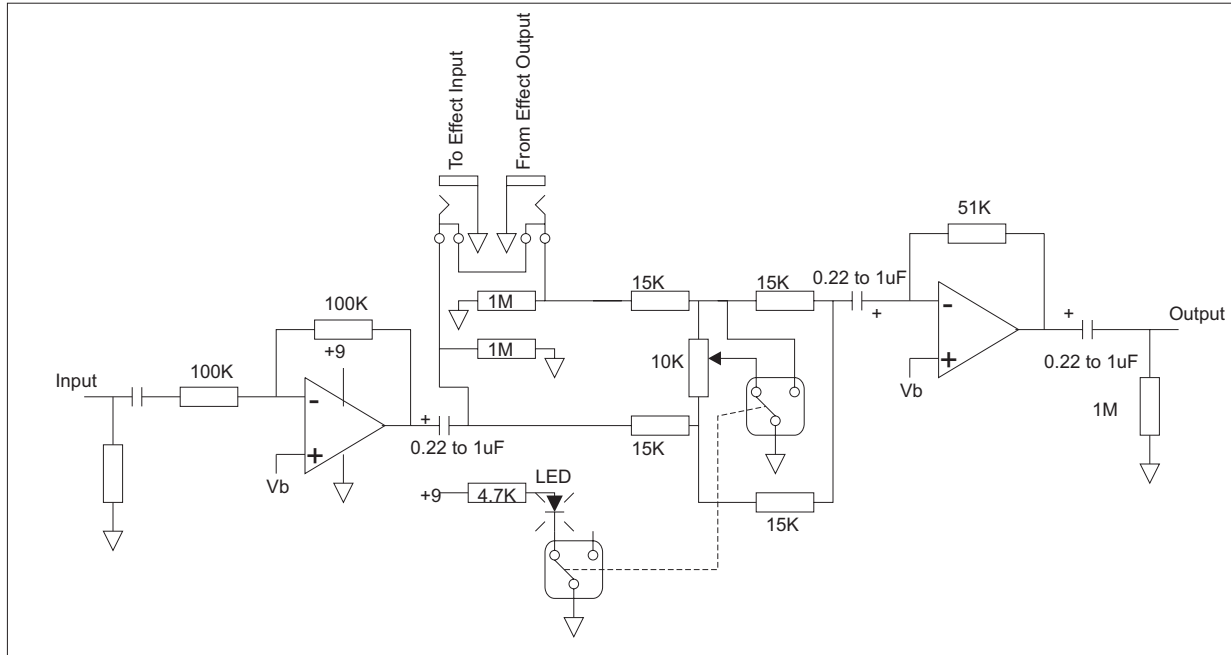 To Effect Input
From Effect Output
51K
15K
15K
0.22 to 1uF
+
1M
100K
+9
-
+
Vb
+
0.22 to 1uF
Output
1M
10K
1M
Input
100K
-
+
Vb
+
0.22 to 1uF
15K
LED
+9
4.7K
15K